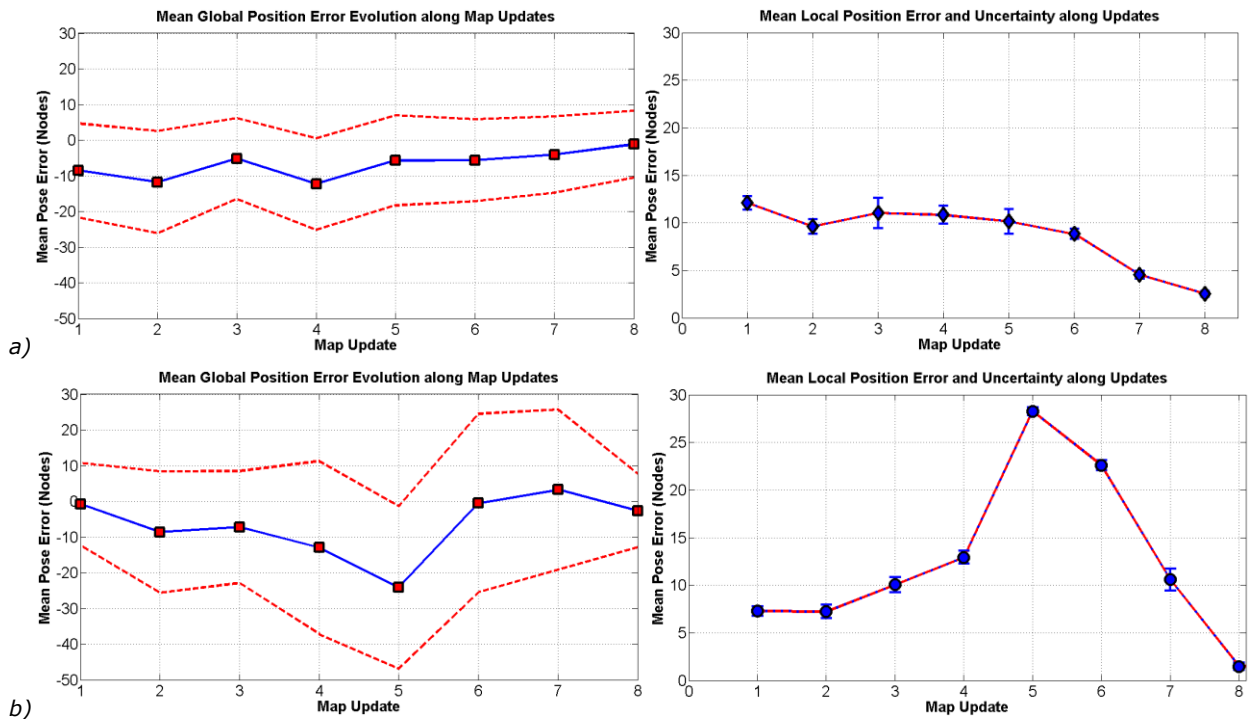 Mean Global Position Error Evolution along Map Updates
Mean Pose Error (Nodes)
30
20
10
0
-10
-20
-30
-40
-50
1 2 3 4 5 6 7 8
Map Update
Mean Local Position Error and Uncertainty along Updates
Mean Pose Error (Nodes)
30
25
20
15
10
5
0
0 1 2 3 4 5 6 7 8
Map Update
a)
Mean Global Position Error Evolution along Map Updates
Mean Pose Error (Nodes)
30
20
10
0
-10
-20
-30
-40
-50
1 2 3 4 5 6 7 8
Map Update
Mean Local Position Error and Uncertainty along Updates
Mean Pose Error (Nodes)
30
25
20
15
10
5
0
0 1 2 3 4 5 6 7 8
Map Update
b)